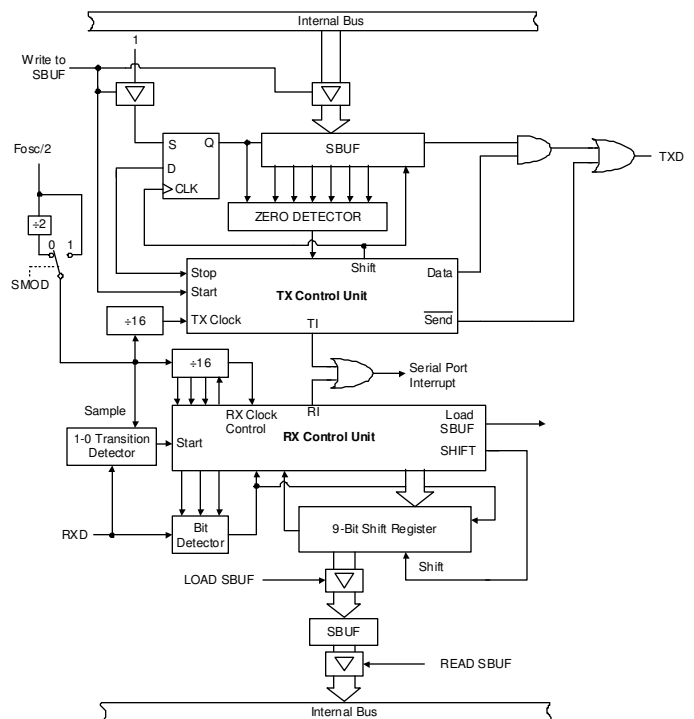 Internal Bus
1
Write to
SBUF
S Q
D
CLK
SBUF
TXD
Fosc/2
÷2
0 1
SMOD
ZERO DETECTOR
Shift
Stop
Start
TX Clock
TX Control Unit
Data
Send
TI
÷16
÷16
Serial Port
Interrupt
Sample
RX Clock
Control
RI
Load
SBUF
SHIFT
RX Control Unit
Start
1-0 Transition
Detector
RXD
Bit
Detector
9-Bit Shift Register
Shift
LOAD SBUF
SBUF
READ SBUF
Internal Bus